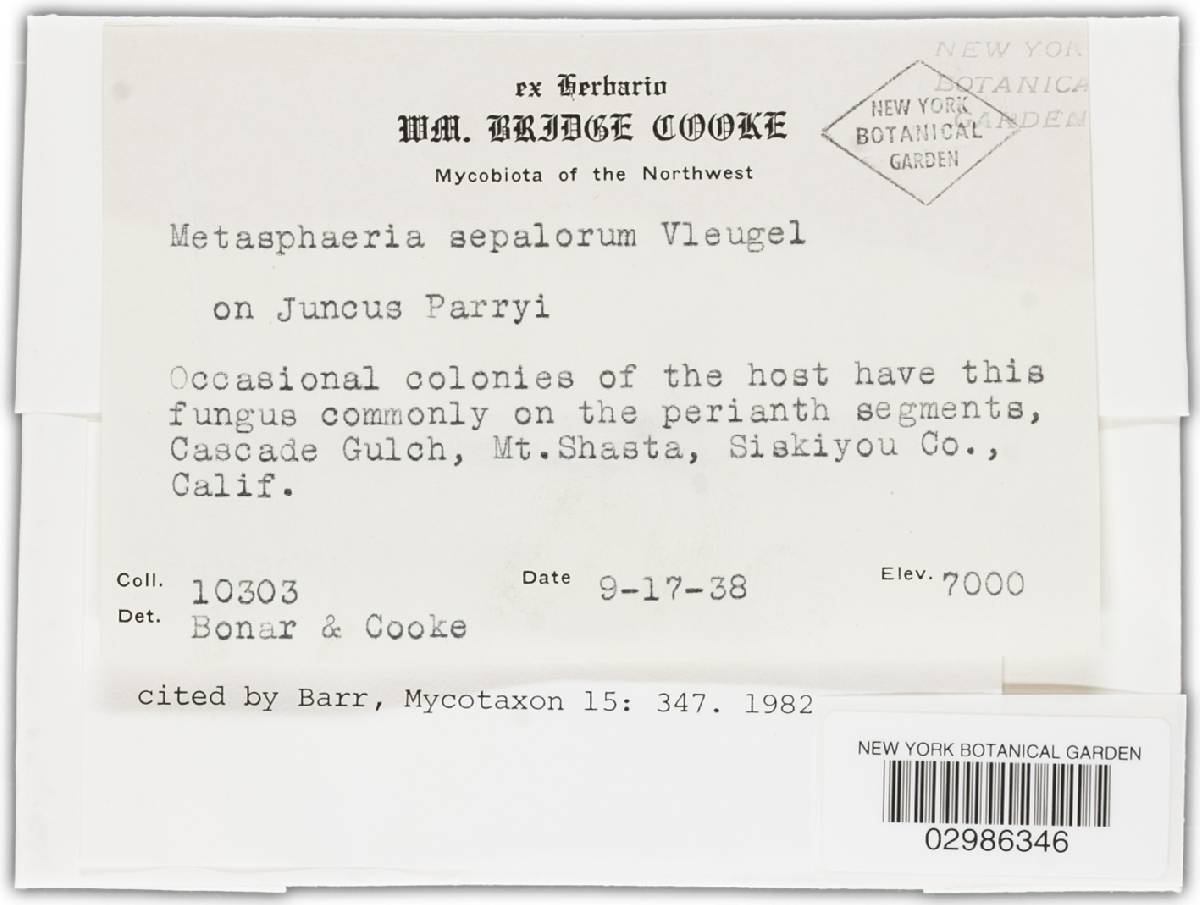 ex Herbario
WM. BRIDGE COOKE
Mycobiota of the Northwest
NEW YORK
BOTANICAL
GARDEN
NEW YOR
BOTANICA
GARDEN
Metasphaeria sepalorum Vleugel
on Juncus Parryi
Occasional colonies of the host have this
fungus commonly on the perianth segments,
Cascade Gulch, Mt.Shasta, Siskiyou Co.,
Calif.
Coll. 10303 Date 9-17-38 Elev. 7000
Det. Bonar & Cooke
cited by Barr, Mycotaxon 15: 347. 1982
NEW YORK BOTANICAL GARDEN
02986346